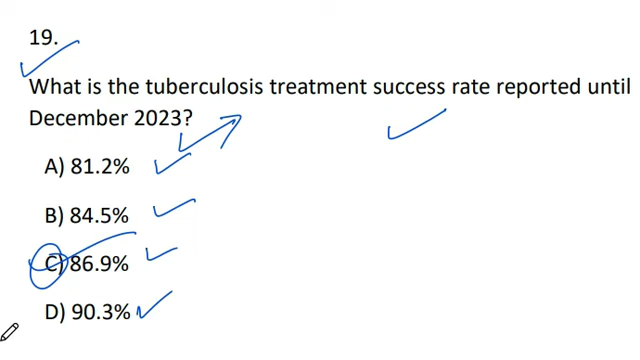 19.
What is the tuberculosis treatment success rate reported until
December 2023?
A) 81.2%
B) 84.5%
C) 86.9%
D) 90.3%